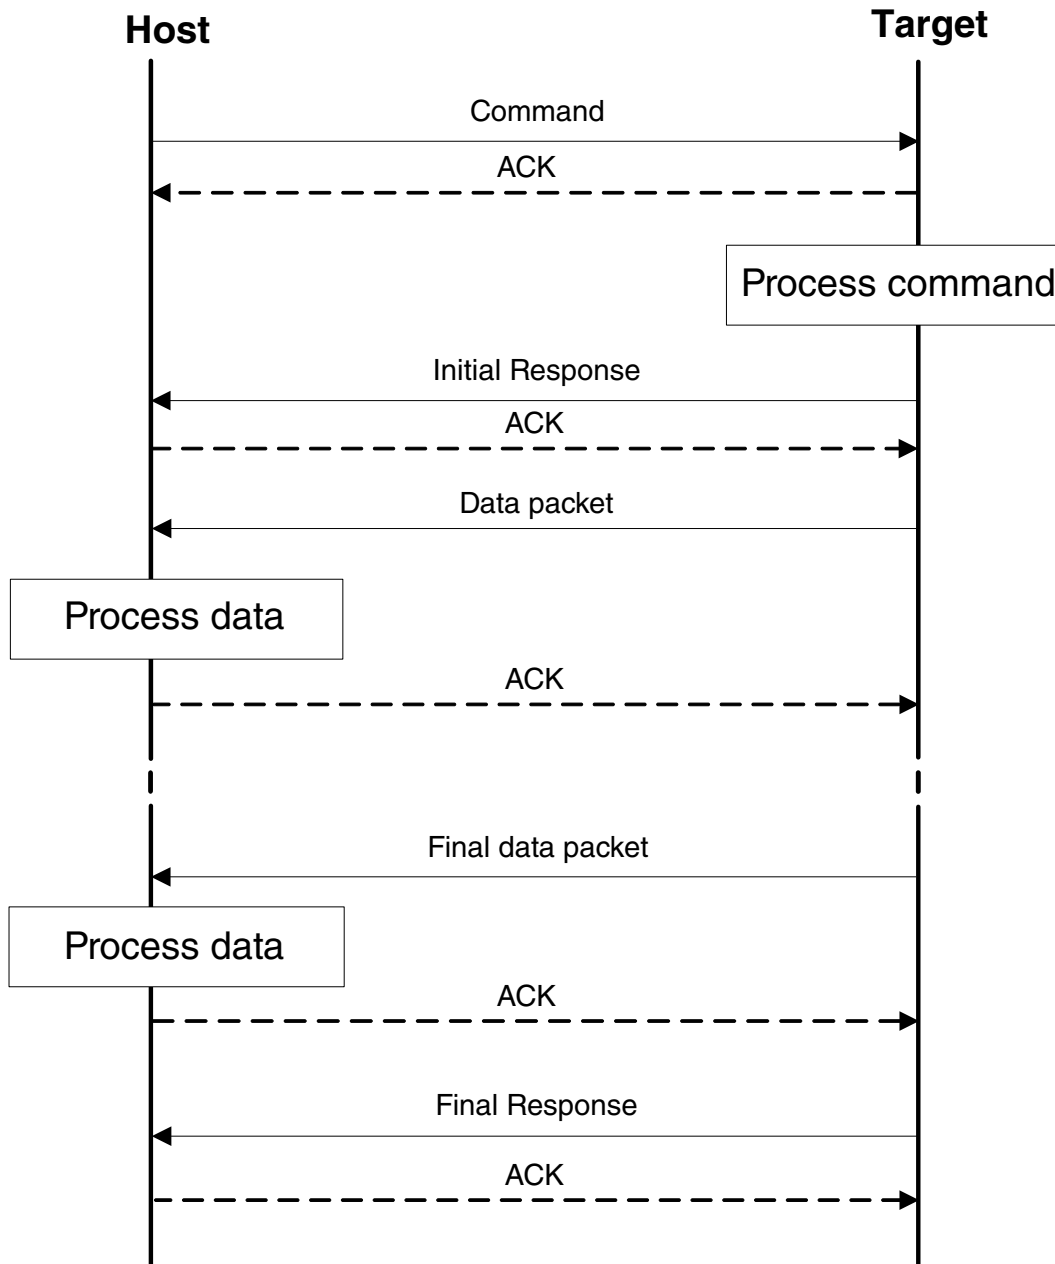 Host
Target
Command
ACK
Process command
Initial Response
ACK
Data packet
Process data
ACK
Final data packet
Process data
ACK
Final Response
ACK